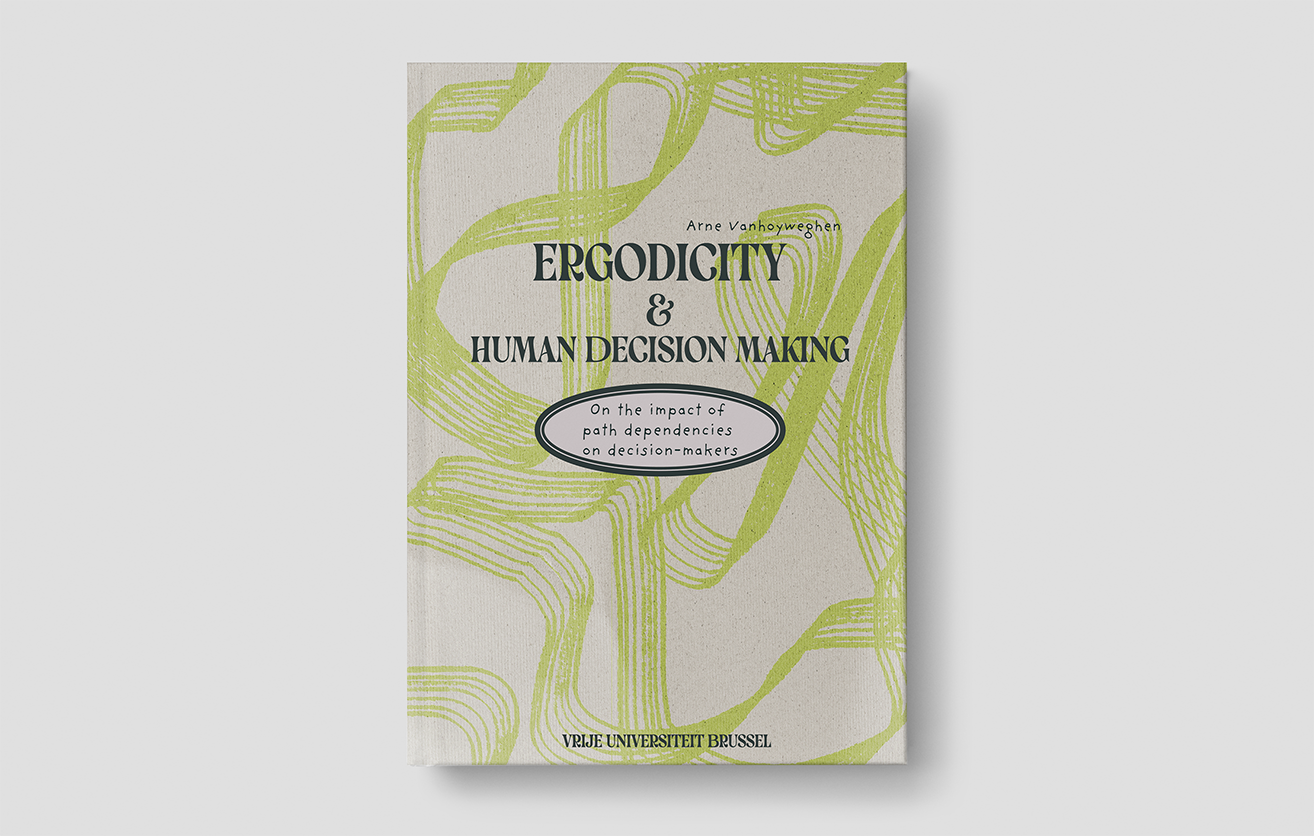 Arne Vanhoyweghen
ERGODICITY
&
HUMAN DECISION MAKING
On the impact of
path dependencies
on decision-makers
VRIJE UNIVERSITEIT BRUSSEL